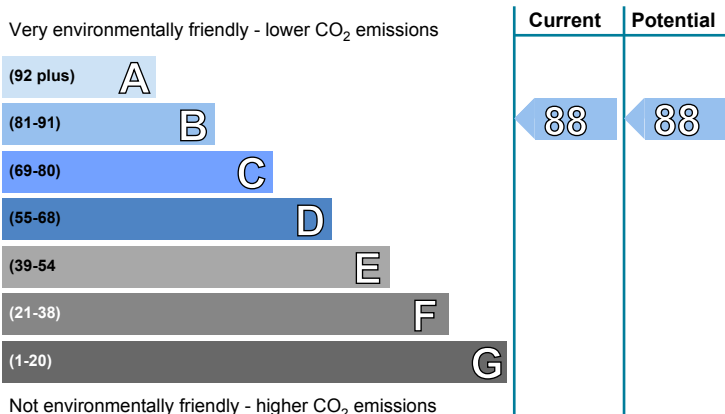 Very environmentally friendly - lower CO₂ emissions
Current Potential
(92 plus) A
(81-91) B 88 88
(69-80) C
(55-68) D
(39-54 E
(21-38) F
(1-20) G
Not environmentally friendly - higher CO₂ emissions